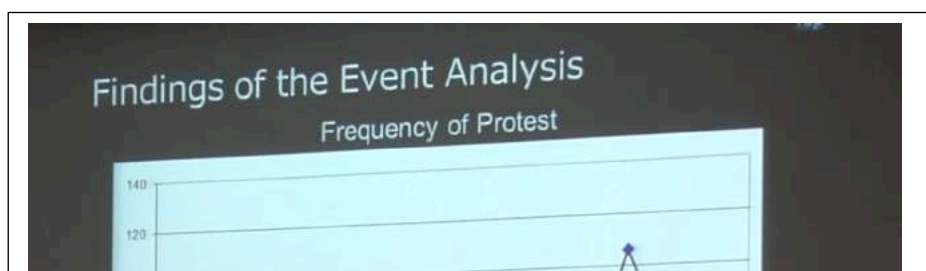 Findings of the Event Analysis
Frequency of Protest
140
120